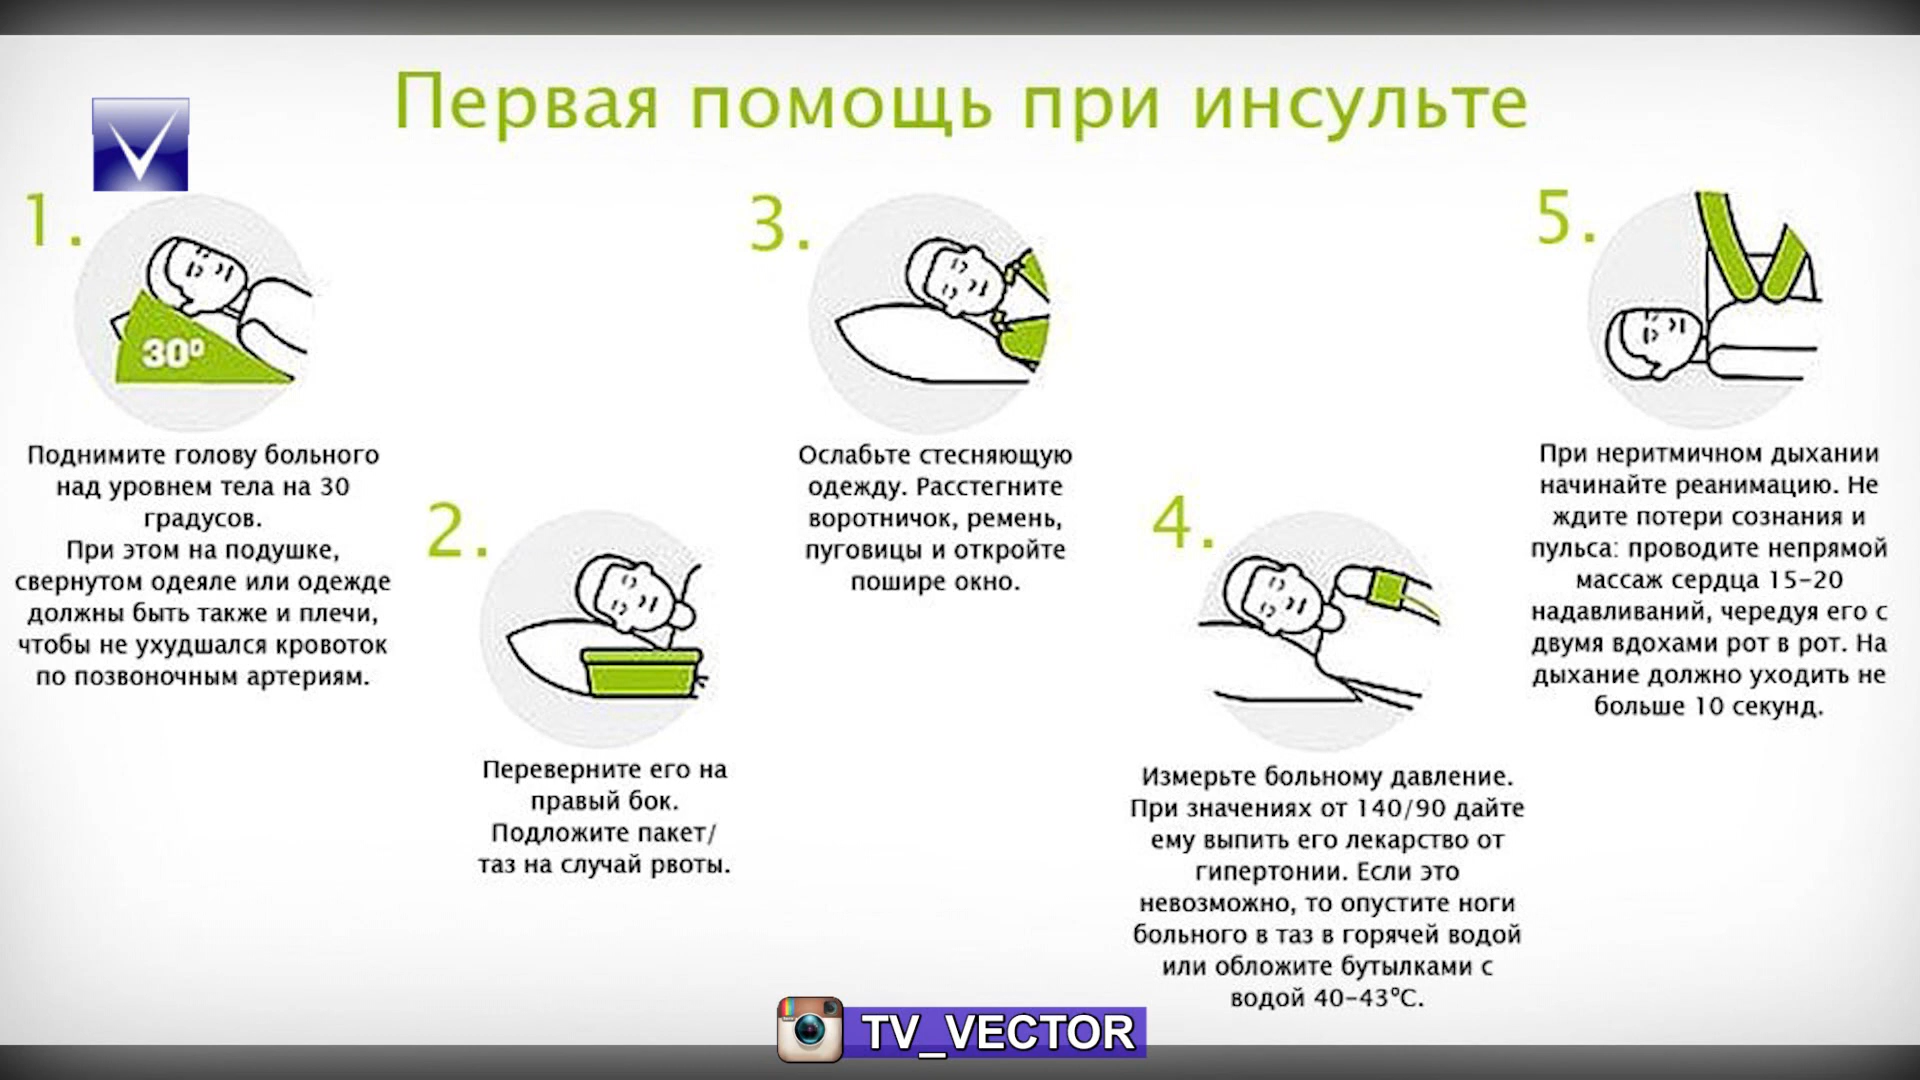 Первая помощь при инсульте
1.
30⁰
Поднимите голову больного
над уровнем тела на 30
градусов.
При этом на подушке,
свернутом одеяле или одежде
должны быть также и плечи,
чтобы не ухудшался кровоток
по позвоночным артериям.
2.
Переверните его на
правый бок.
Подложите пакет/
таз на случай рвоты.
3.
Ослабьте стесняющую
одежду. Расстегните
воротничок, ремень,
пуговицы и откройте
пошире окно.
4.
Измерьте больному давление.
При значениях от 140/90 дайте
ему выпить его лекарство от
гипертонии. Если это
невозможно, то опустите ноги
больного в таз в горячей водой
или обложите бутылками с
водой 40-43°С.
5.
При неритмичном дыхании
начинайте реанимацию. Не
ждите потери сознания и
пульса: проводите непрямой
массаж сердца 15-20
надавливаний, чередуя его с
двумя вдохами рот в рот. На
дыхание должно уходить не
больше 10 секунд.
TV_VECTOR